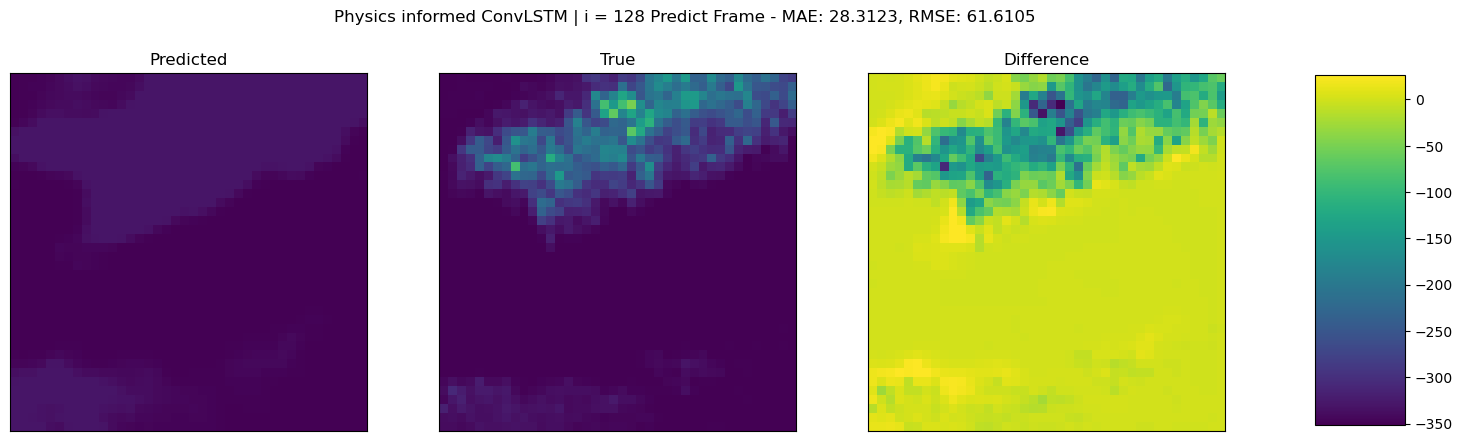 Physics informed ConvLSTM | i = 128 Predict Frame - MAE: 28.3123, RMSE: 61.6105
Predicted
True
Difference
0
−50
−100
−150
−200
−250
−300
−350